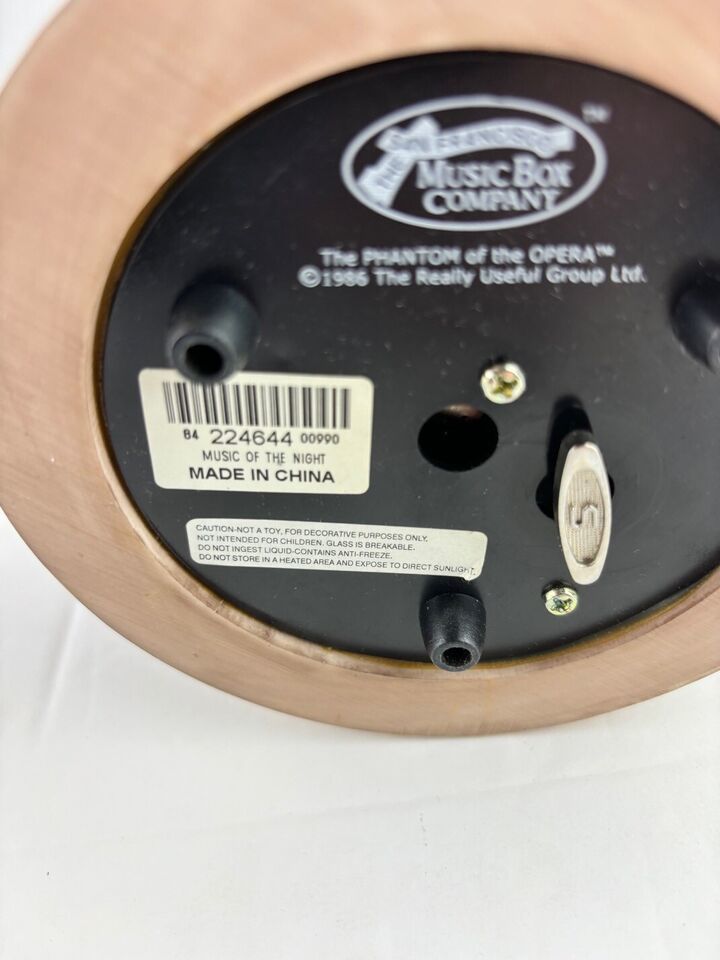 THE SAN FRANCISCO
MUSIC BOX
COMPANY
TM
The PHANTOM of the OPERA™
©1986 The Really Useful Group Ltd.
84 224644 00990
MUSIC OF THE NIGHT
MADE IN CHINA
CAUTION-NOT A TOY, FOR DECORATIVE PURPOSES ONLY,
NOT INTENDED FOR CHILDREN. GLASS IS BREAKABLE.
DO NOT INGEST LIQUID-CONTAINS ANTI-FREEZE.
DO NOT STORE IN A HEATED AREA AND EXPOSE TO DIRECT SUNLIGHT.
S